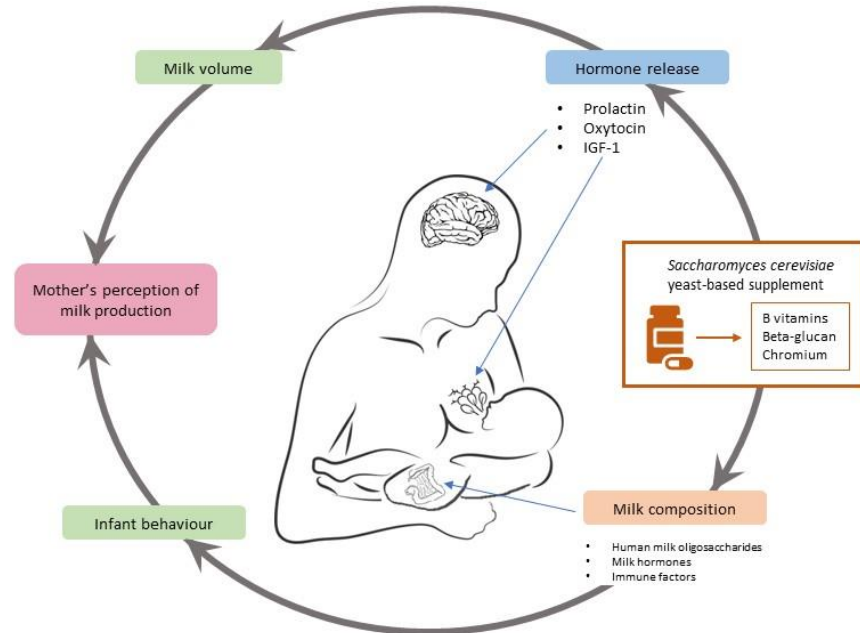 Milk volume
Hormone release
• Prolactin
• Oxytocin
• IGF-1
Saccharomyces cerevisiae
yeast-based supplement
B vitamins
Beta-glucan
Chromium
Mother’s perception of
milk production
Infant behaviour
Milk composition
• Human milk oligosaccharides
• Milk hormones
• Immune factors